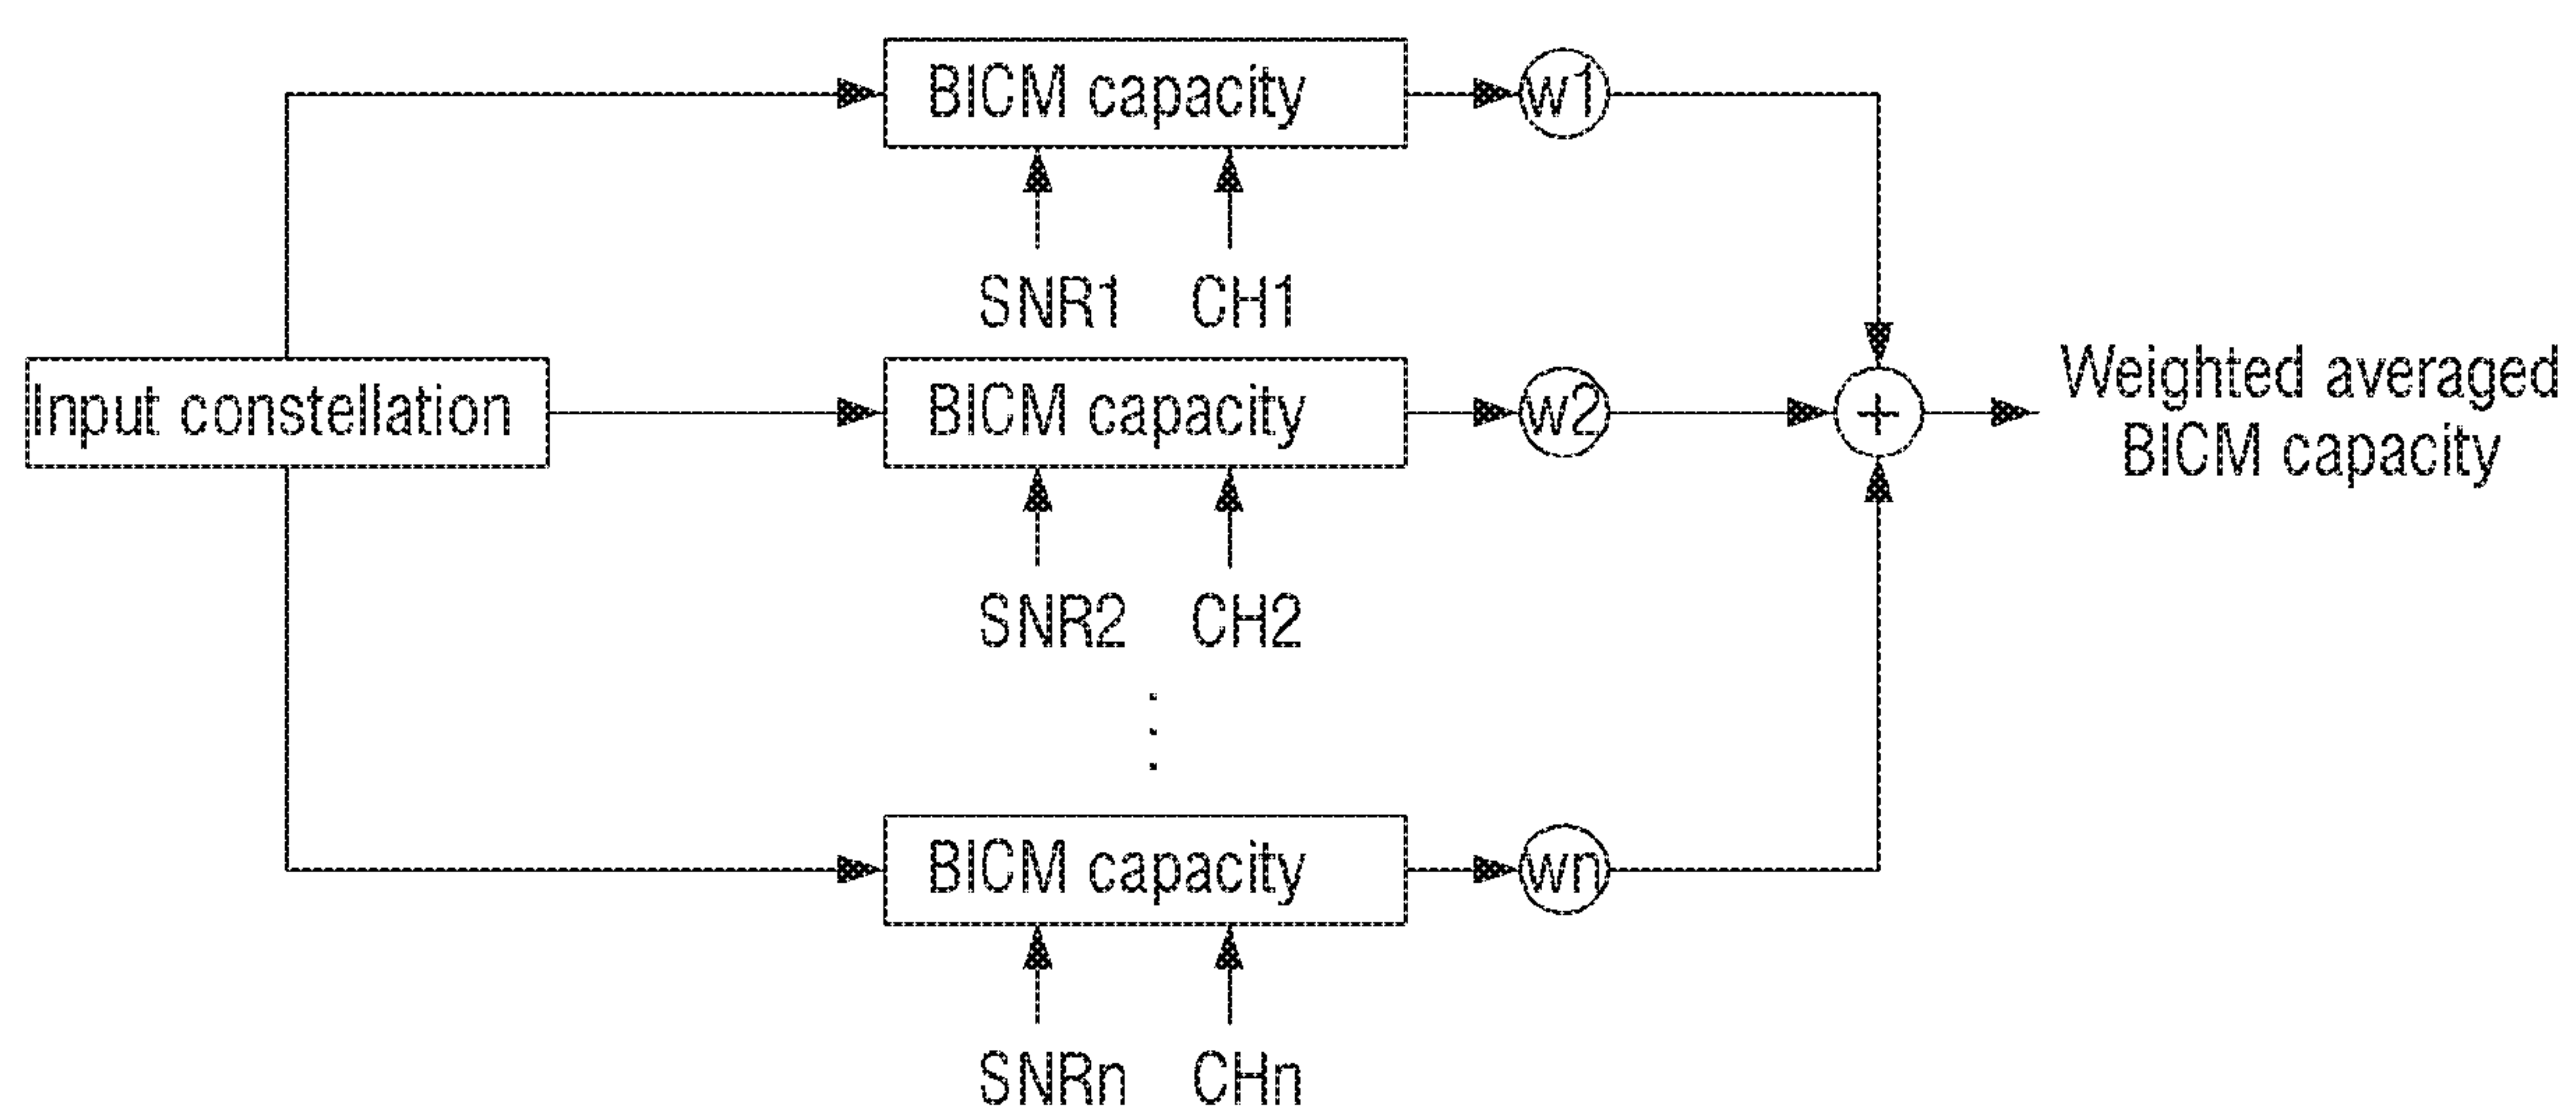 BICM capacity
w1
SNR1 CH1
Input constellation
BICM capacity
w2
+
Weighted averaged
BICM capacity
SNR2 CH2
BICM capacity
wn
SNRn CHn